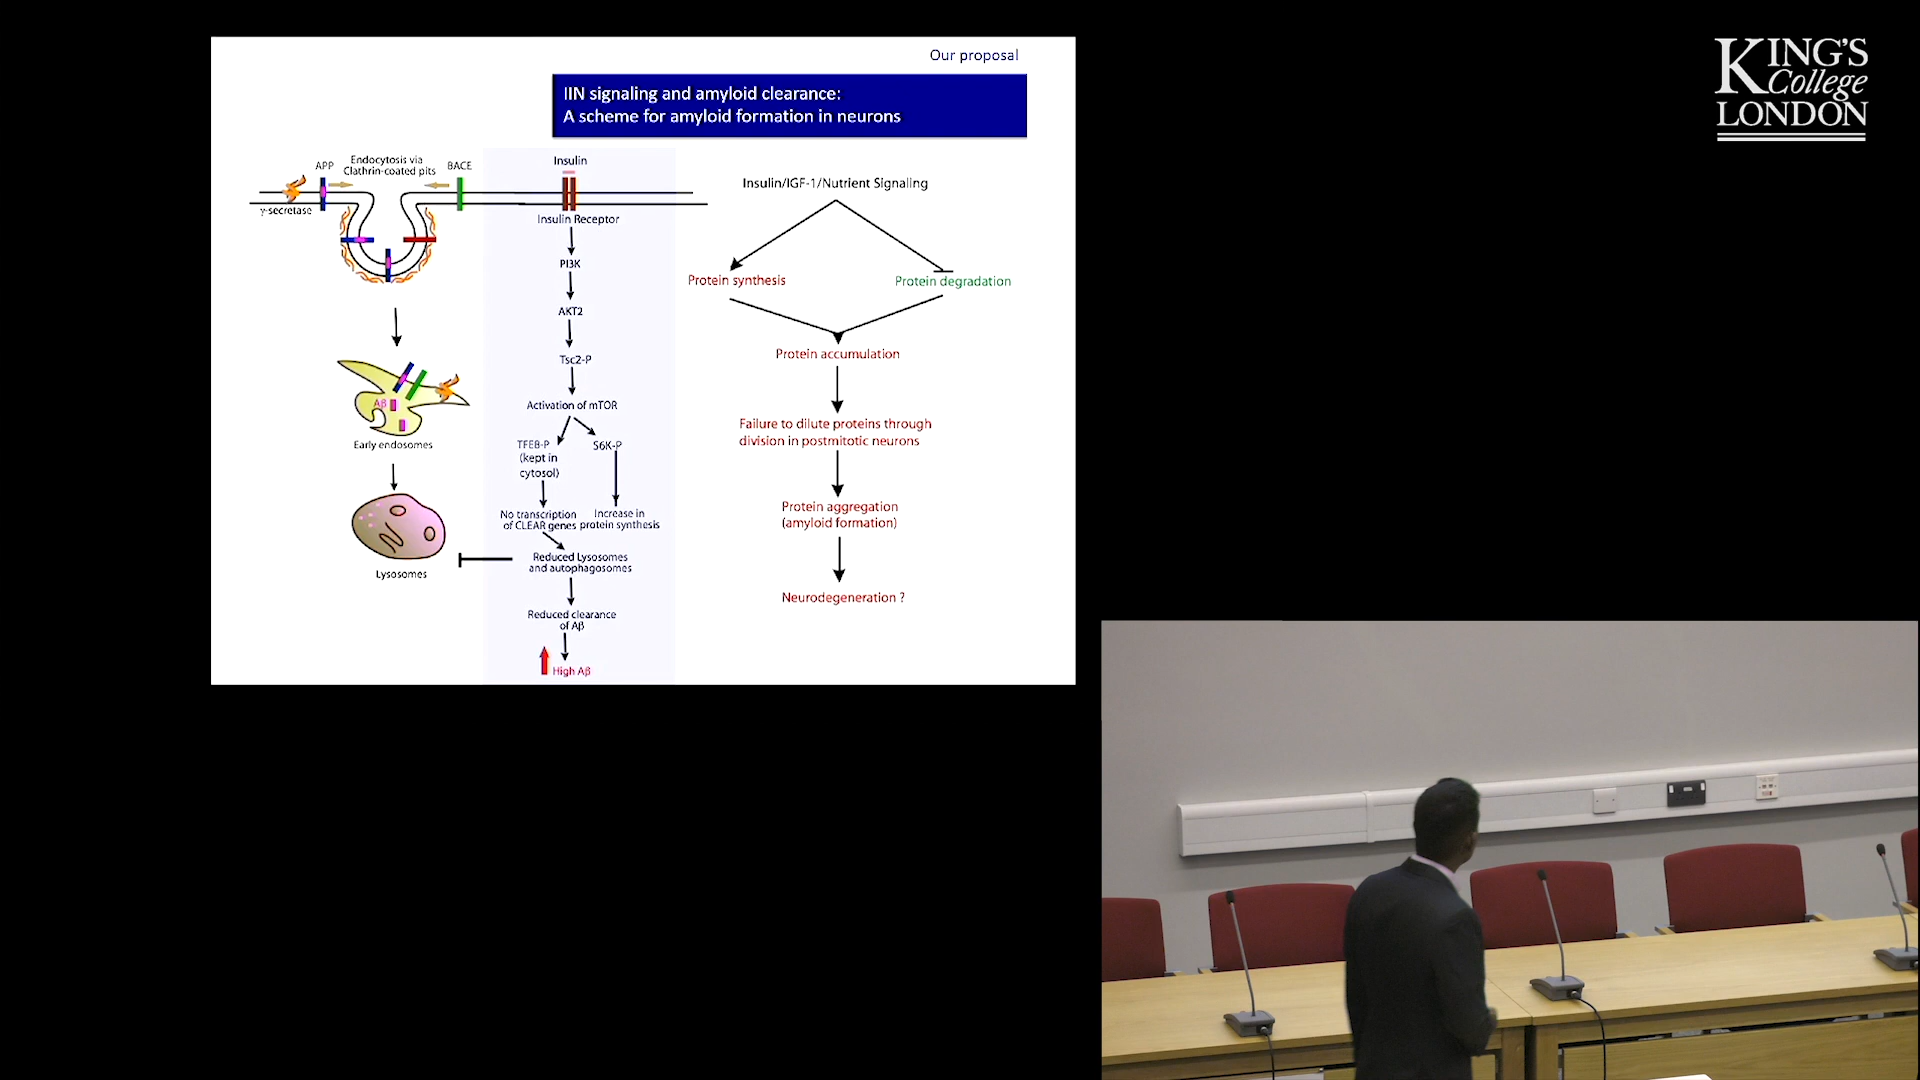 Our proposal
IIN signaling and amyloid clearance:
A scheme for amyloid formation in neurons
APP
Endocytosis via
Clathrin-coated pits
BACE
γ-secretase
Aβ
Early endosomes
Lysosomes
Insulin
Insulin Receptor
PI3K
AKT2
Tsc2-P
Activation of mTOR
TFEB-P
(kept in
cytosol)
S6K-P
No transcription
of CLEAR genes
Increase in
protein synthesis
Reduced Lysosomes
and autophagosomes
Reduced clearance
of Aβ
High Aβ
Insulin/IGF-1/Nutrient Signaling
Protein synthesis
Protein degradation
Protein accumulation
Failure to dilute proteins through
division in postmitotic neurons
Protein aggregation
(amyloid formation)
Neurodegeneration ?
KING'S
College
LONDON